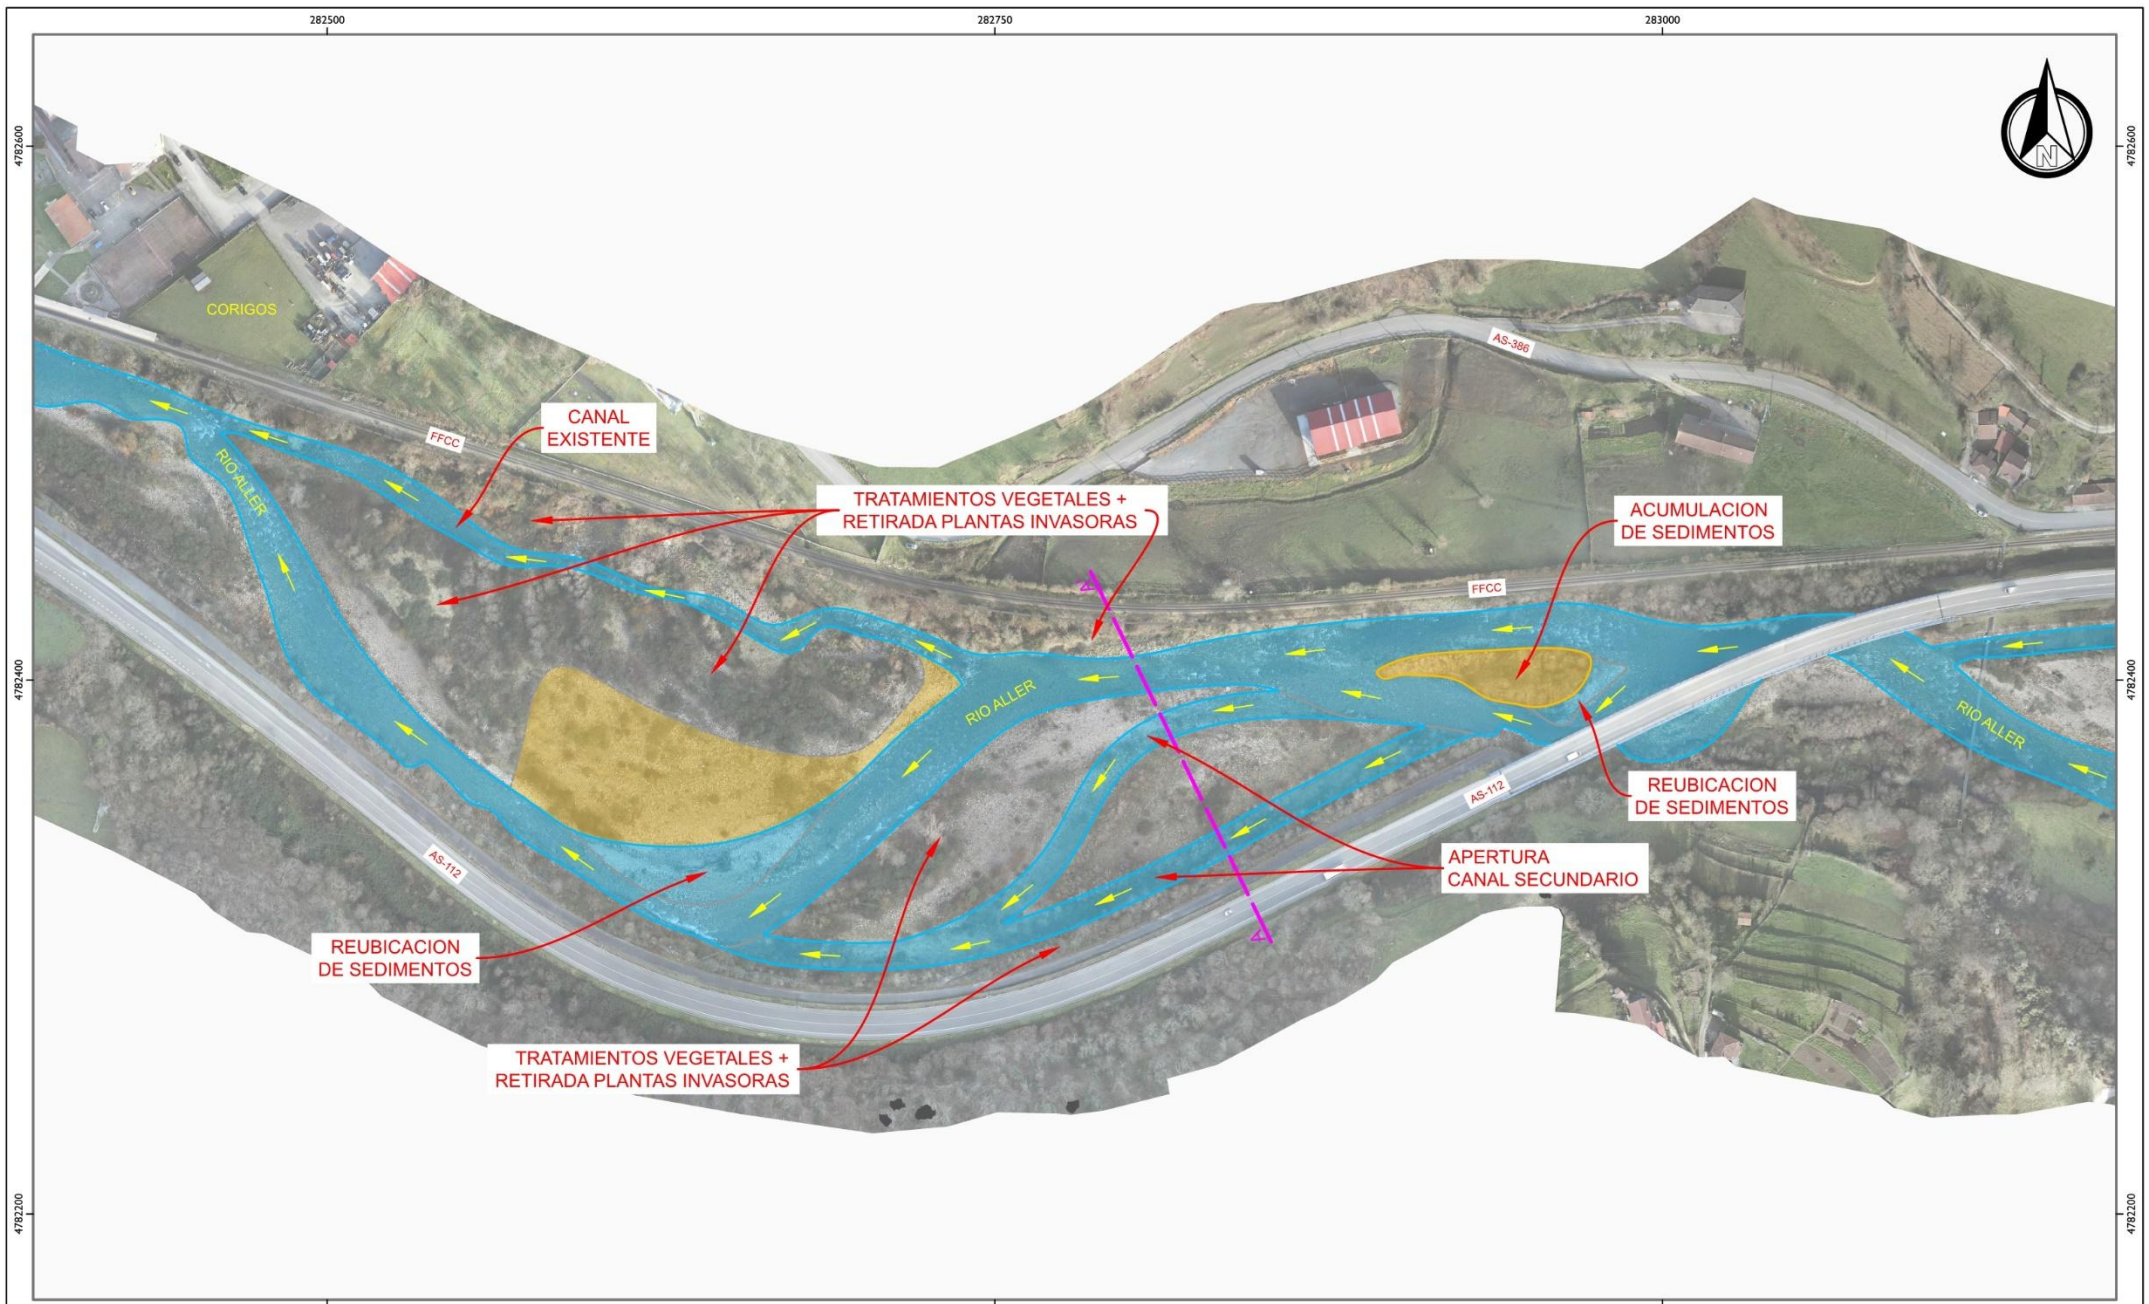 282500
282750
283000
4782600
4782600
N
CORIGOS
AS-386
CANAL
EXISTENTE
FFCC
RIO ALLER
TRATAMIENTOS VEGETALES +
RETIRADA PLANTAS INVASORAS
ACUMULACION
DE SEDIMENTOS
FFCC
A
4782400
4782400
RIO ALLER
RIO ALLER
REUBICACION
DE SEDIMENTOS
AS-112
AS-112
APERTURA
CANAL SECUNDARIO
REUBICACION
DE SEDIMENTOS
A
TRATAMIENTOS VEGETALES +
RETIRADA PLANTAS INVASORAS
4782200
4782200